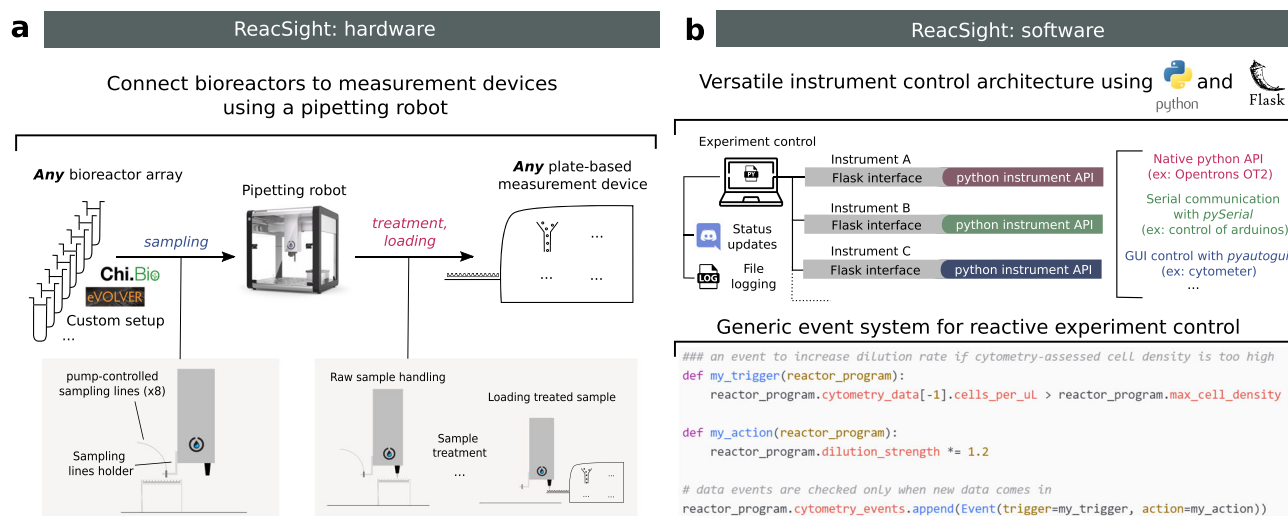 a
ReacSight: hardware
Connect bioreactors to measurement devices
using a pipetting robot
Any bioreactor array
sampling
Chi.Bio
eVOLVER
Custom setup
...
Pipetting robot
treatment,
loading
Any plate-based
measurement device
...
...
...
pump-controlled
sampling lines (x8)
Sampling
lines holder
Raw sample handling
Sample
treatment
...
Loading treated sample
...
...
...
b
ReacSight: software
Versatile instrument control architecture using
python
and
Flask
Experiment control
PY
Status
updates
LOG
File
logging
Instrument A
Flask interface
python instrument API
Instrument B
Flask interface
python instrument API
Instrument C
Flask interface
python instrument API
Native python API
(ex: Opentrons OT2)
Serial communication
with pySerial
(ex: control of arduinos)
GUI control with pyautogui
(ex: cytometer)
...
Generic event system for reactive experiment control
### an event to increase dilution rate if cytometry-assessed cell density is too high
def my_trigger(reactor_program):
    reactor_program.cytometry_data[-1].cells_per_uL > reactor_program.max_cell_density
def my_action(reactor_program):
    reactor_program.dilution_strength *= 1.2
# data events are checked only when new data comes in
reactor_program.cytometry_events.append(Event(trigger=my_trigger, action=my_action))